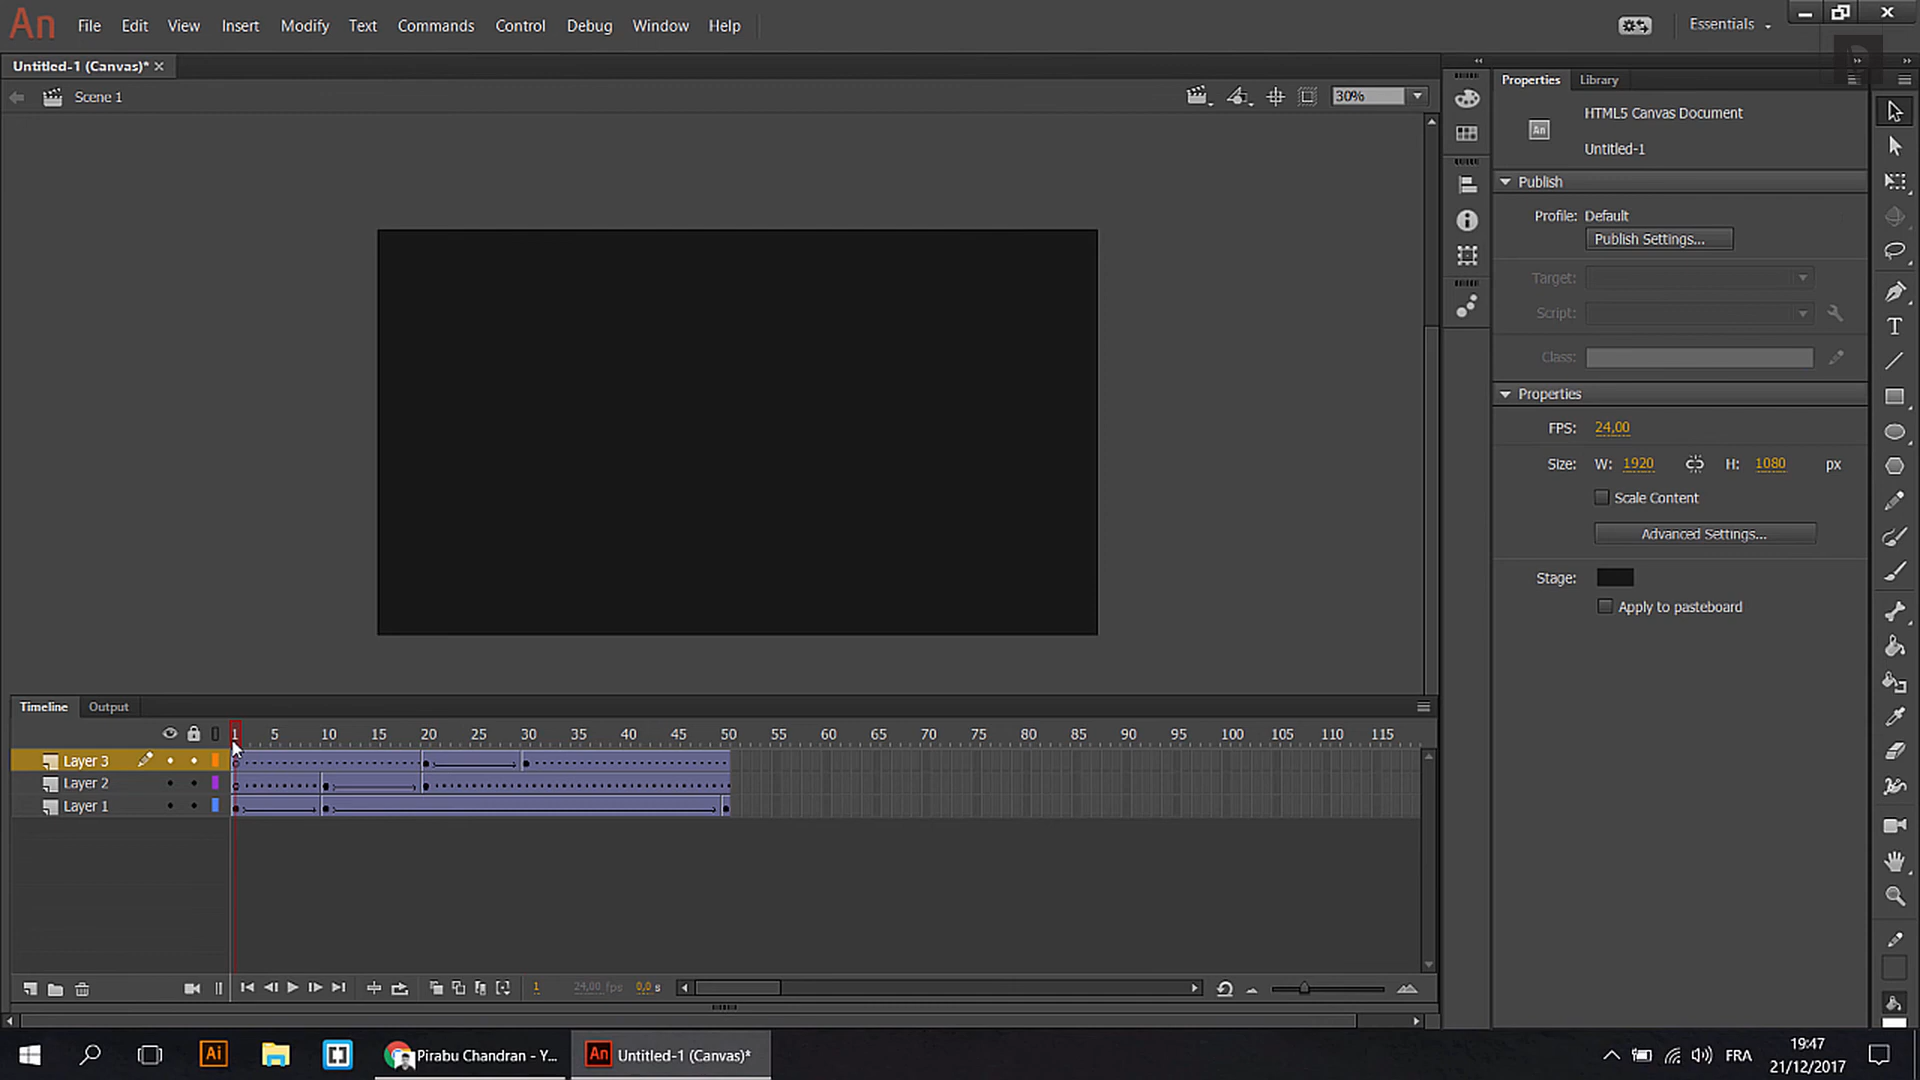 An File Edit View Insert Modify Text Commands Control Debug Window Help Essentials
Untitled-1 (Canvas)*
Scene 1
30%
Properties Library
HTML5 Canvas Document
An
Untitled-1
Publish
Profile: Default
Publish Settings...
Target:
Script:
Class:
Properties
FPS: 24,00
Size: W: 1920 H: 1080 px
Scale Content
Advanced Settings...
Stage:
Apply to pasteboard
Timeline Output
1 5 10 15 20 25 30 35 40 45 50 55 60 65 70 75 80 85 90 95 100 105 110 115
Layer 3
Layer 2
Layer 1
1 24,00 fps 0,0 s
Ai Pirabu Chandran - Y... An Untitled-1 (Canvas)* FRA 19:47
21/12/2017